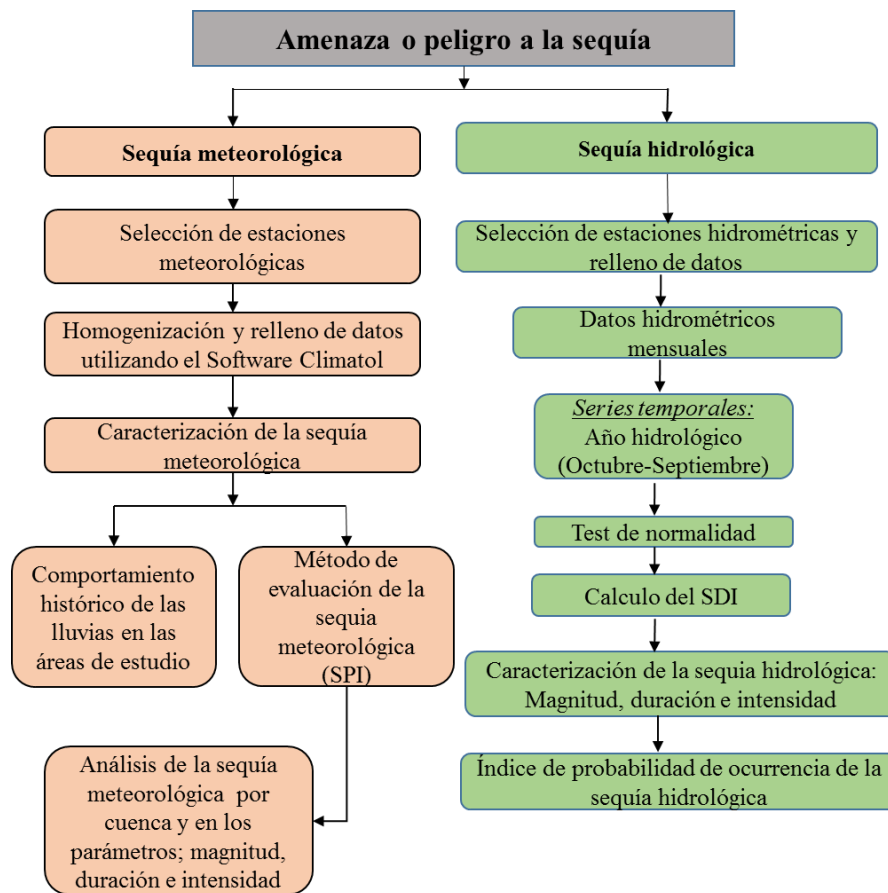 Amenaza o peligro a la sequía
Sequía meteorológica
Selección de estaciones
meteorológicas
Homogenización y relleno de datos
utilizando el Software Climatol
Caracterización de la sequía
meteorológica
Comportamiento
histórico de las
lluvias en las
áreas de estudio
Método de
evaluación de la
sequia
meteorológica
(SPI)
Análisis de la sequía
meteorológica por
cuenca y en los
parámetros; magnitud,
duración e intensidad
Sequía hidrológica
Selección de estaciones hidrométricas y
relleno de datos
Datos hidrométricos
mensuales
Series temporales:
Año hidrológico
(Octubre-Septiembre)
Test de normalidad
Calculo del SDI
Caracterización de la sequia hidrológica:
Magnitud, duración e intensidad
Índice de probabilidad de ocurrencia de la
sequía hidrológica